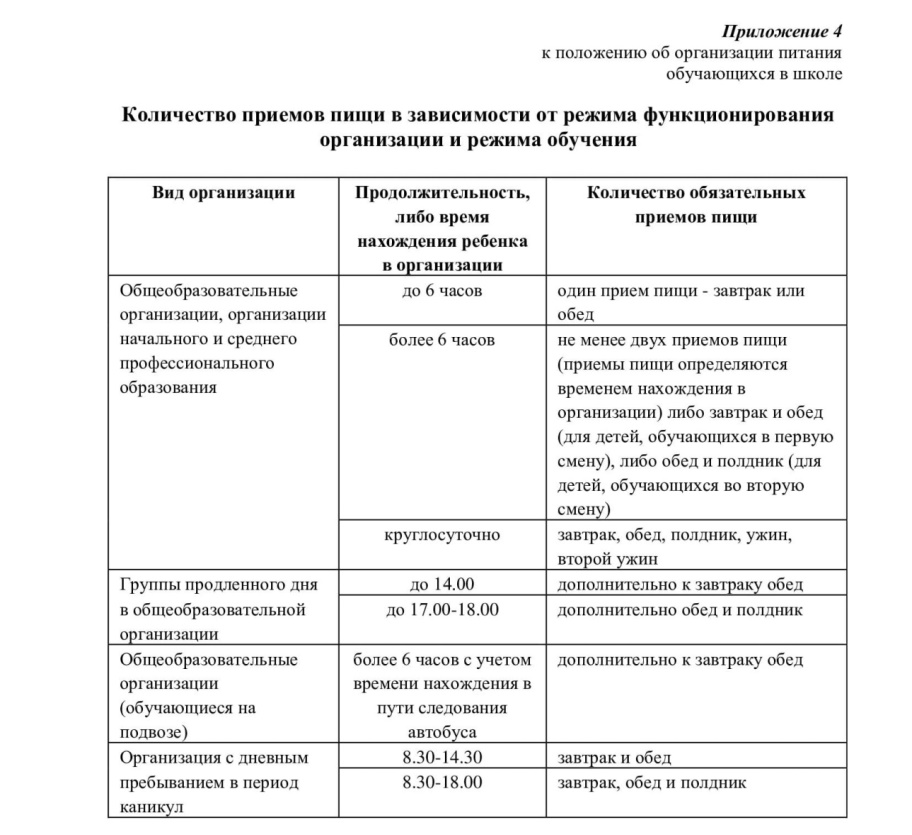 Приложение 4
к положению об организации питания
обучающихся в школе
Количество приемов пищи в зависимости от режима функционирования
организации и режима обучения
Вид организации
Продолжительность,
либо время
нахождения ребенка
в организации
Количество обязательных
приемов пищи
Общеобразовательные
организации, организации
начального и среднего
профессионального
образования
до 6 часов
один прием пищи - завтрак или
обед
более 6 часов
не менее двух приемов пищи
(приемы пищи определяются
временем нахождения в
организации) либо завтрак и обед
(для детей, обучающихся в первую
смену), либо обед и полдник (для
детей, обучающихся во вторую
смену)
круглосуточно
завтрак, обед, полдник, ужин,
второй ужин
Группы продленного дня
в общеобразовательной
организации
до 14.00
дополнительно к завтраку обед
до 17.00-18.00
дополнительно обед и полдник
Общеобразовательные
организации
(обучающиеся на
подвозе)
более 6 часов с учетом
времени нахождения в
пути следования
автобуса
дополнительно к завтраку обед
Организация с дневным
пребыванием в период
каникул
8.30-14.30
завтрак и обед
8.30-18.00
завтрак, обед и полдник